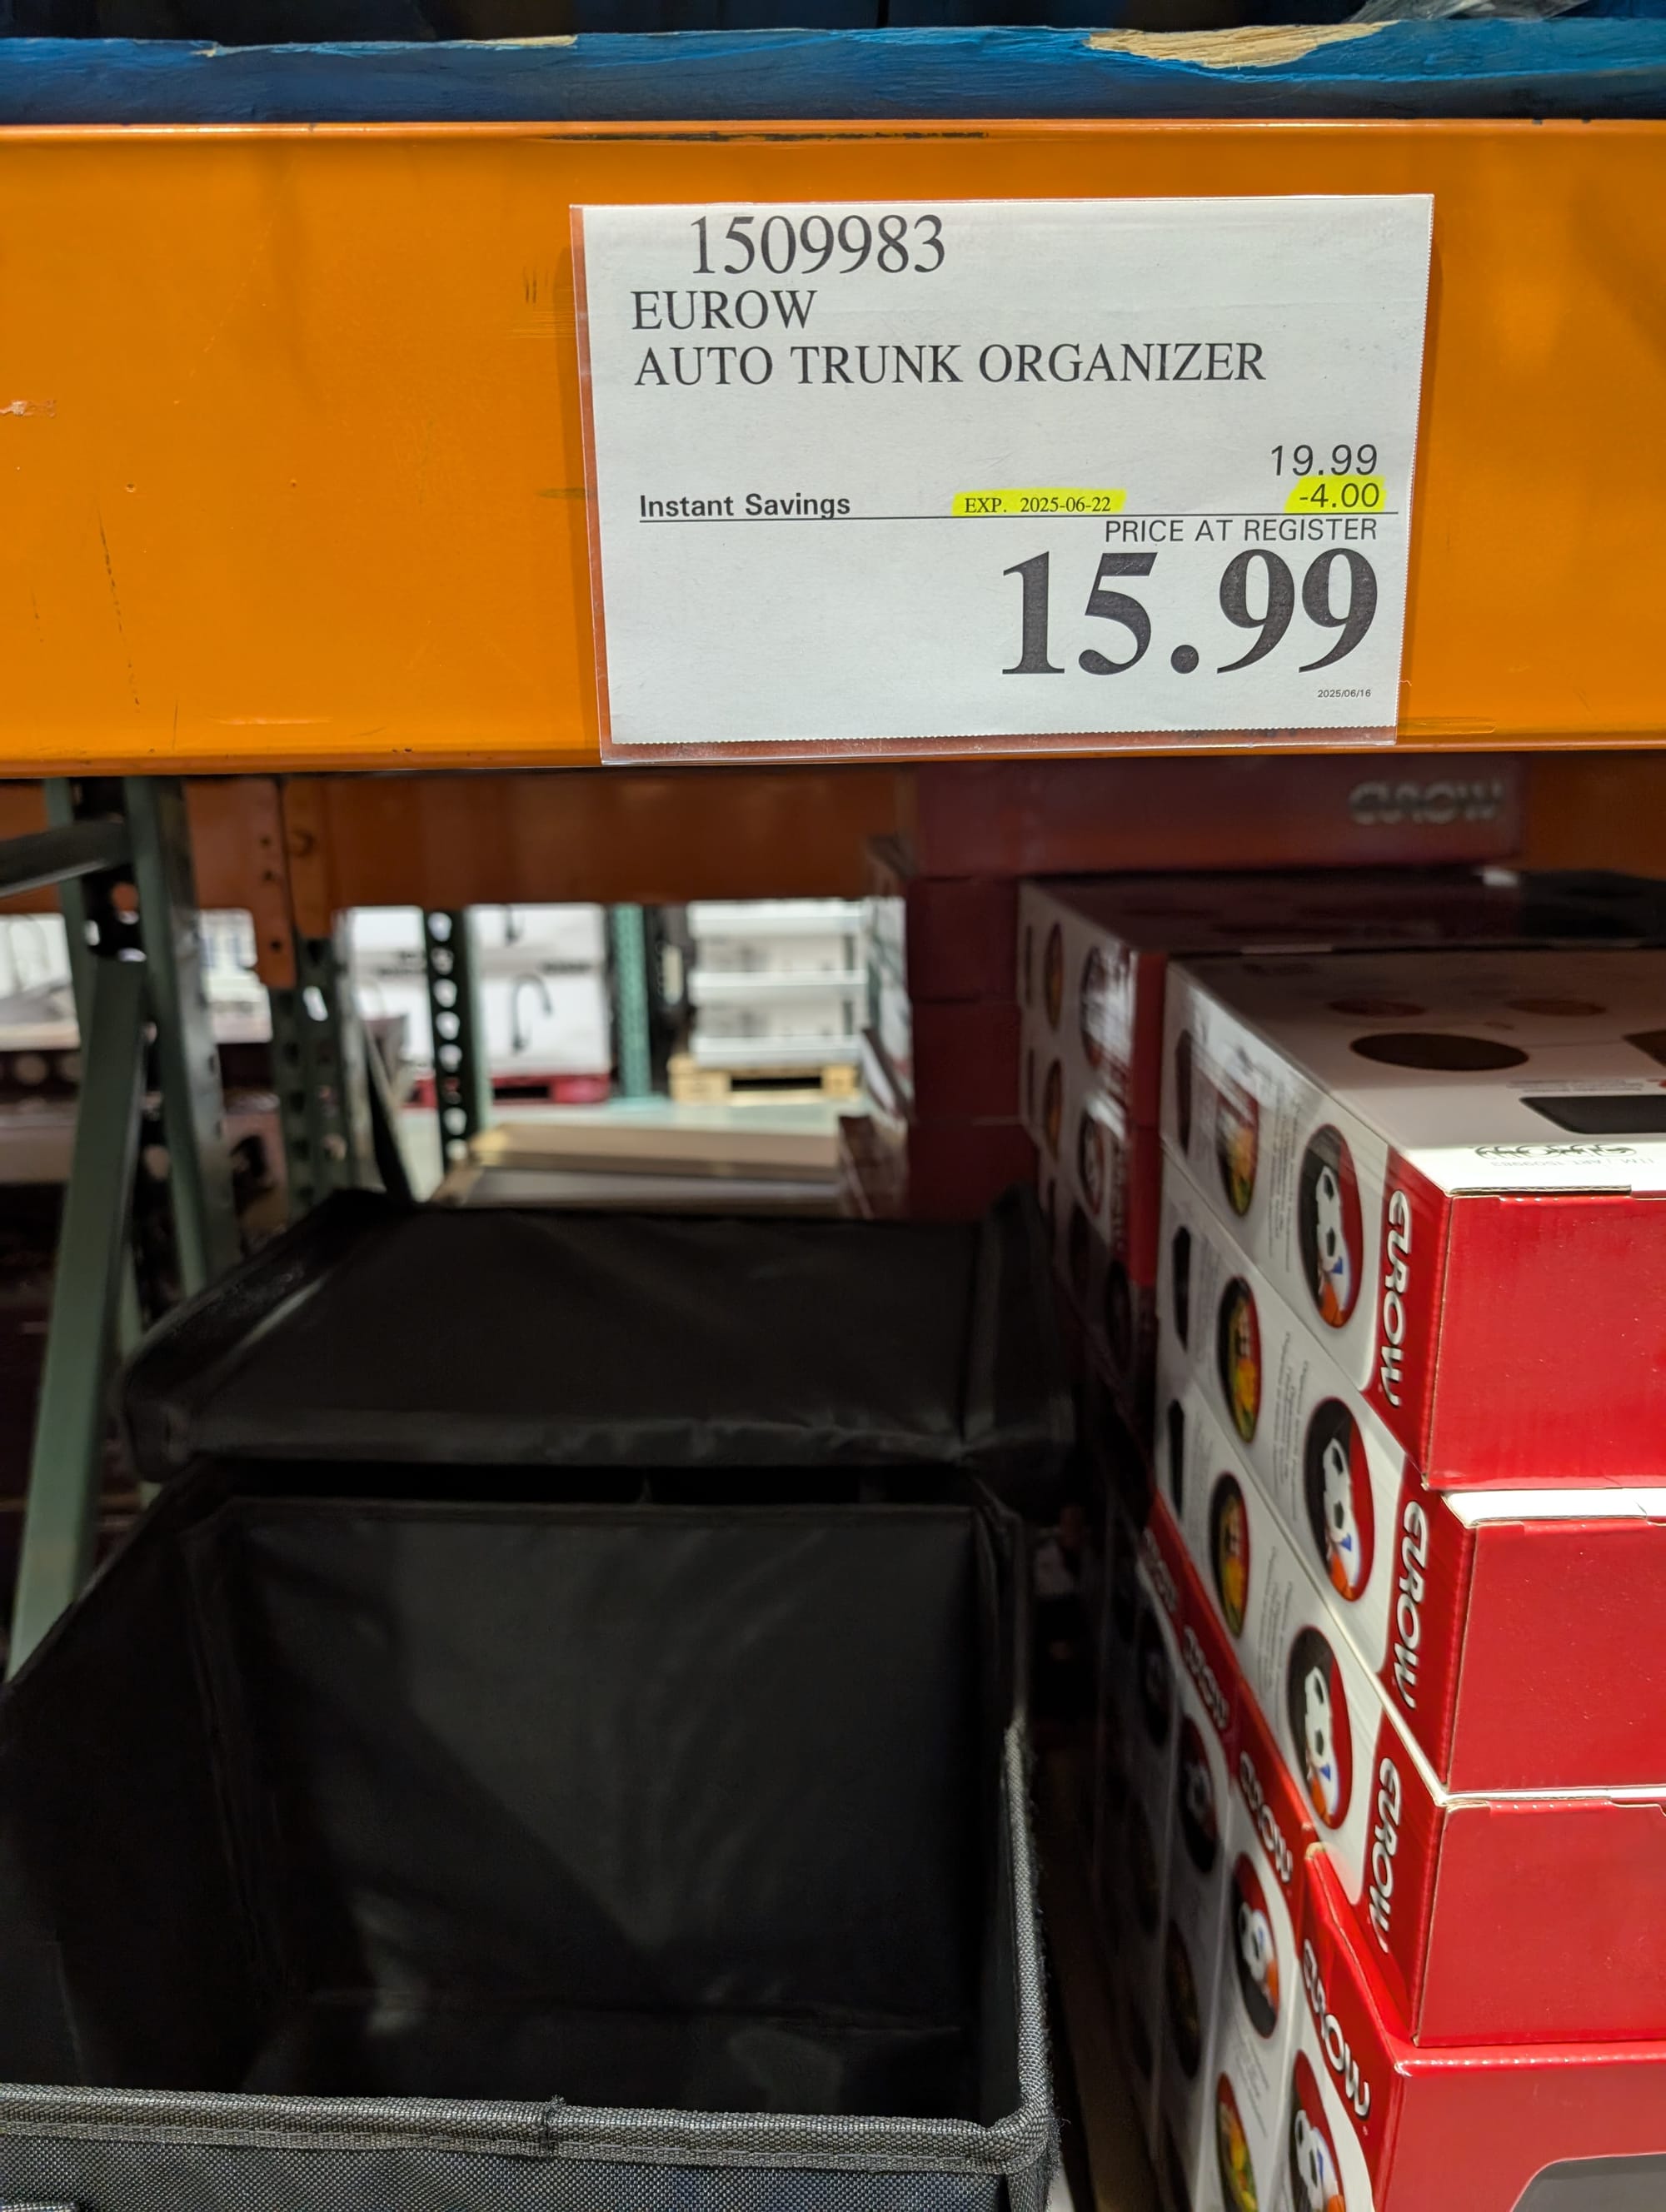 1509983
EUROW
AUTO TRUNK ORGANIZER
19.99
Instant Savings EXP. 2025-06-22 -4.00
PRICE AT REGISTER
15.99
2025/06/16
EUROW
EUROW
EUROW
EUROW
EUROW
EUROW